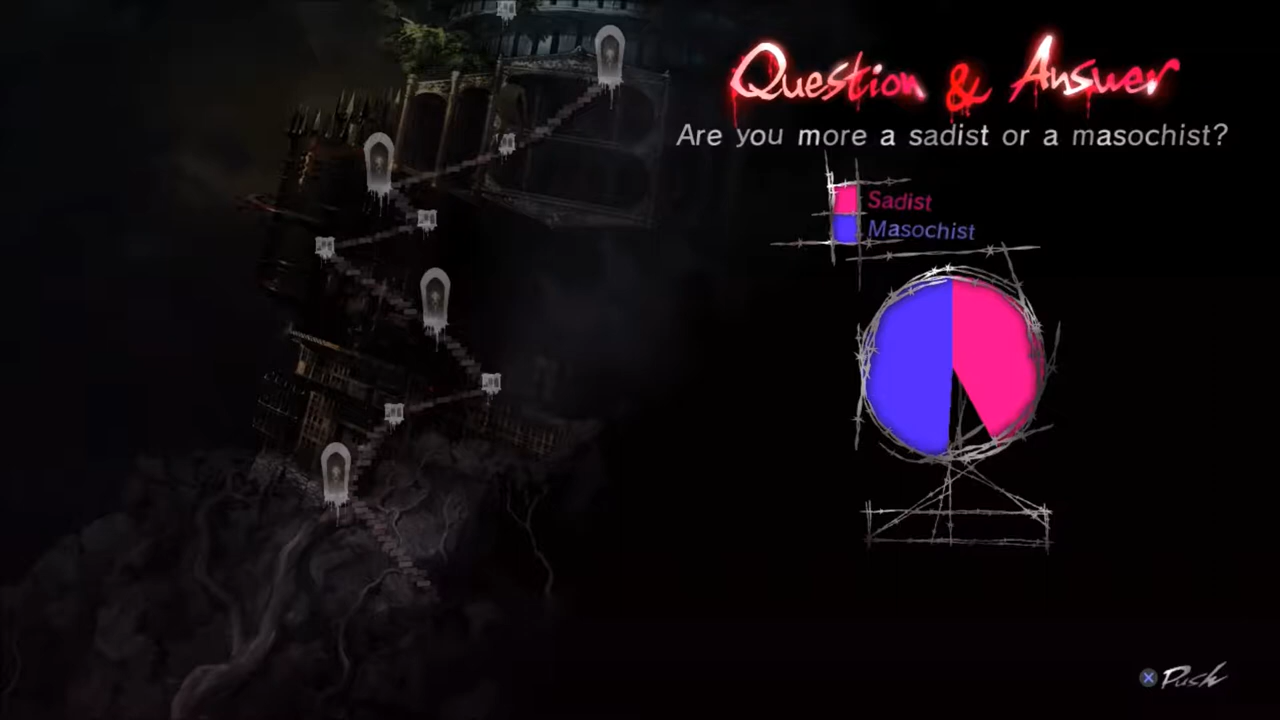 Question & Answer
Are you more a sadist or a masochist?
Sadist
Masochist
Push